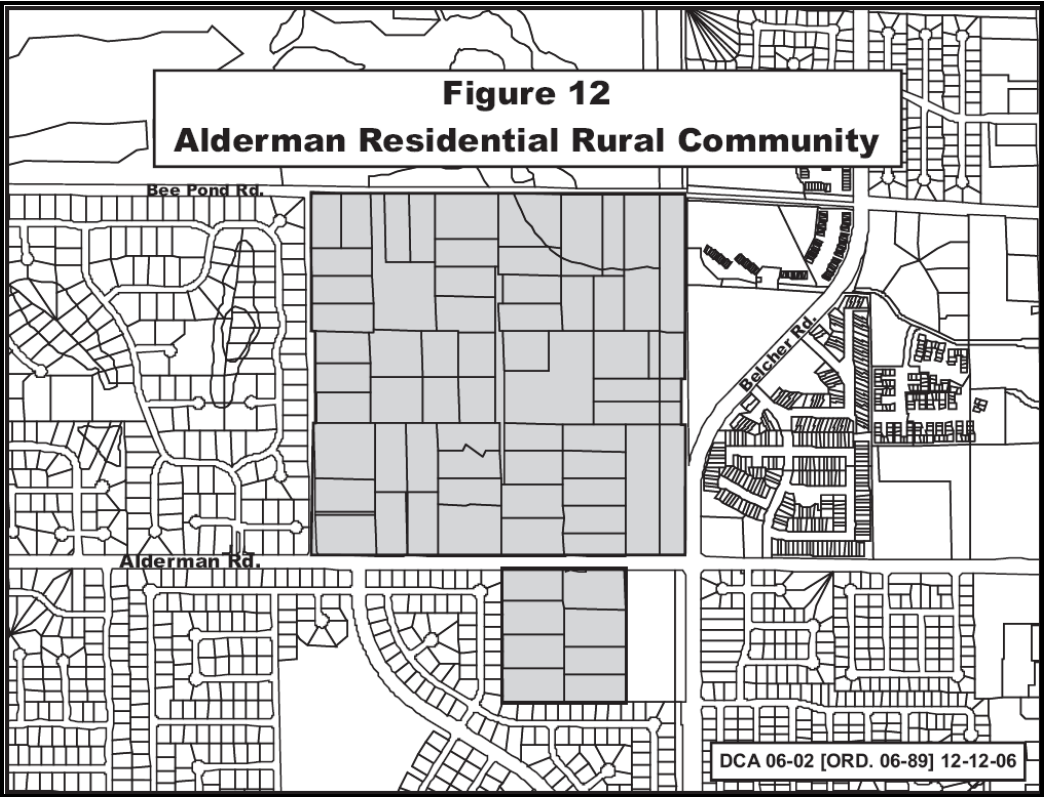 Figure 12
Alderman Residential Rural Community
Bee Pond Rd.
Belcher Rd.
Alderman Rd.
DCA 06-02 [ORD. 06-89] 12-12-06